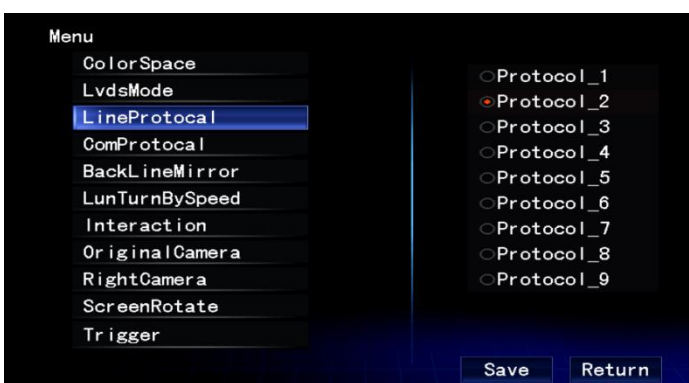 Menu
ColorSpace
LvdsMode
LineProtocal
ComProtocal
BackLineMirror
LunTurnBySpeed
Interaction
OriginalCamera
RightCamera
ScreenRotate
Trigger
Protocol_1
Protocol_2
Protocol_3
Protocol_4
Protocol_5
Protocol_6
Protocol_7
Protocol_8
Protocol_9
Save
Return